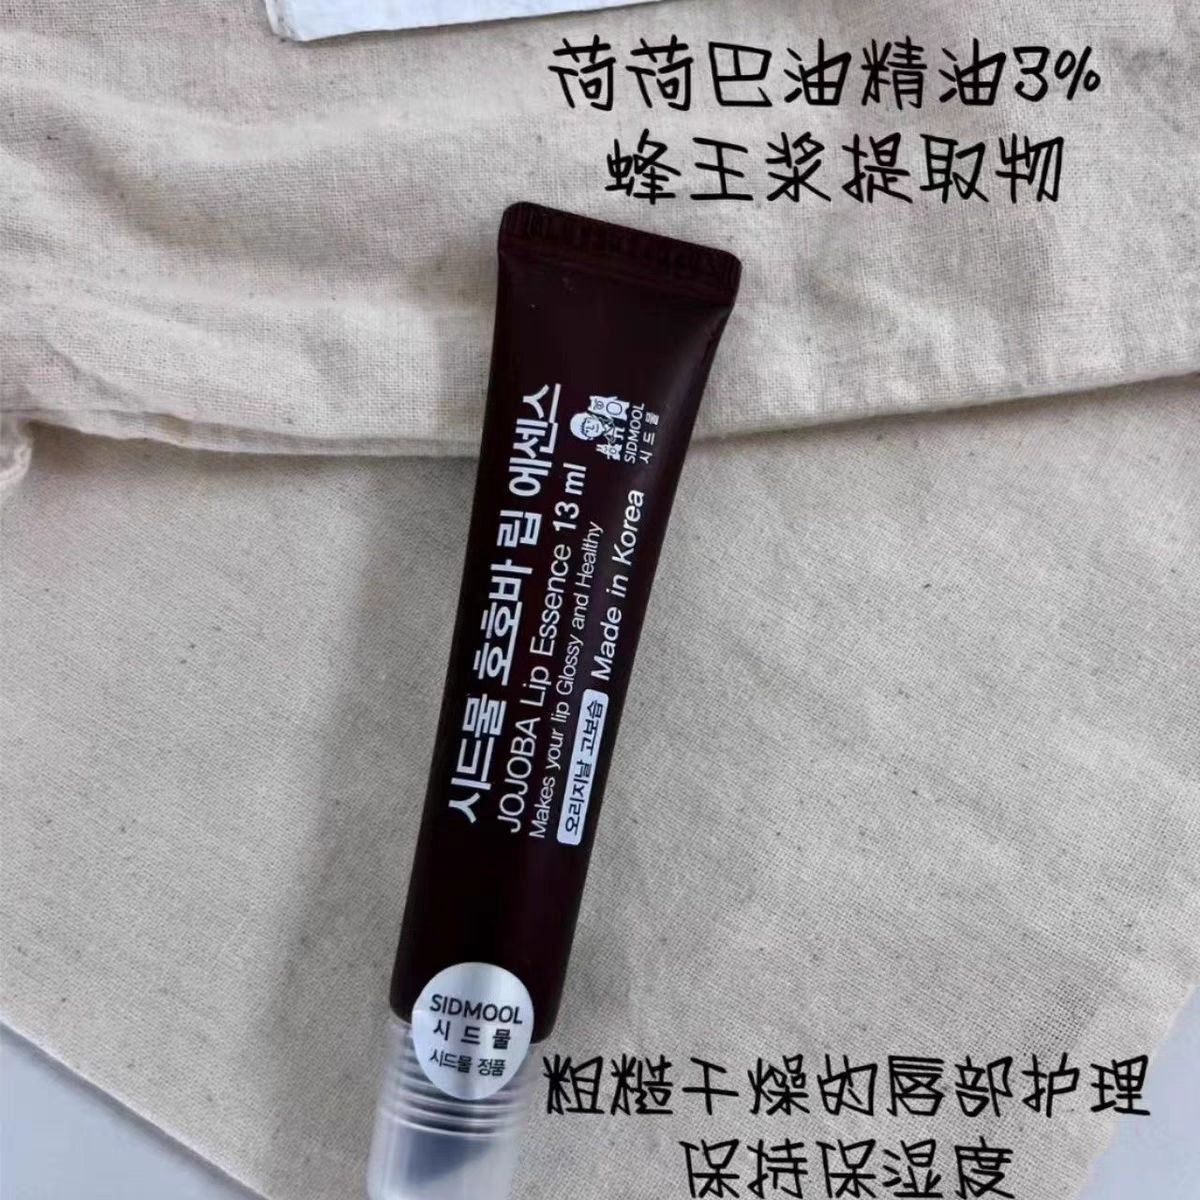 荷荷巴油精油3%
蜂王浆提取物
시드물 호호바 립 에센스
JOJOBA Lip Essence 13 ml
Makes your lip Glossy and Healthy
오리지날 고보습 Made in Korea
SIDMOOL
시드물
SIDMOOL
시드물
시드물 정품
粗糙干燥的唇部护理
保持保湿度